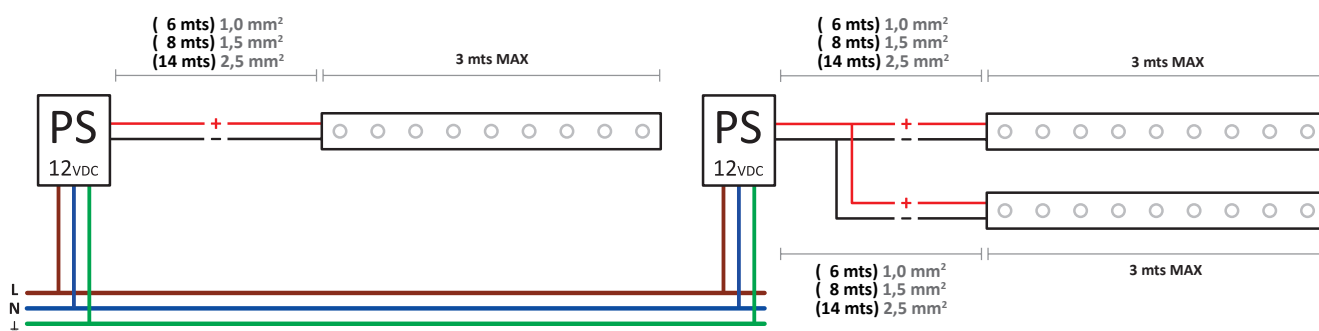 ( 6 mts) 1,0 mm²
( 8 mts) 1,5 mm²
(14 mts) 2,5 mm²
3 mts MAX
PS
12VDC
+
–
( 6 mts) 1,0 mm²
( 8 mts) 1,5 mm²
(14 mts) 2,5 mm²
3 mts MAX
PS
12VDC
+
–
+
–
( 6 mts) 1,0 mm²
( 8 mts) 1,5 mm²
(14 mts) 2,5 mm²
3 mts MAX
L
N
⏚